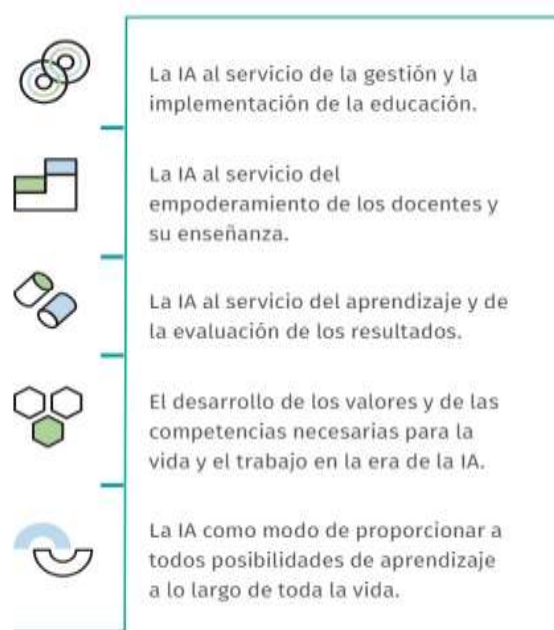 La IA al servicio de la gestión y la
implementación de la educación.
La IA al servicio del
empoderamiento de los docentes y
su enseñanza.
La IA al servicio del aprendizaje y de
la evaluación de los resultados.
El desarrollo de los valores y de las
competencias necesarias para la
vida y el trabajo en la era de la IA.
La IA como modo de proporcionar a
todos posibilidades de aprendizaje
a lo largo de toda la vida.